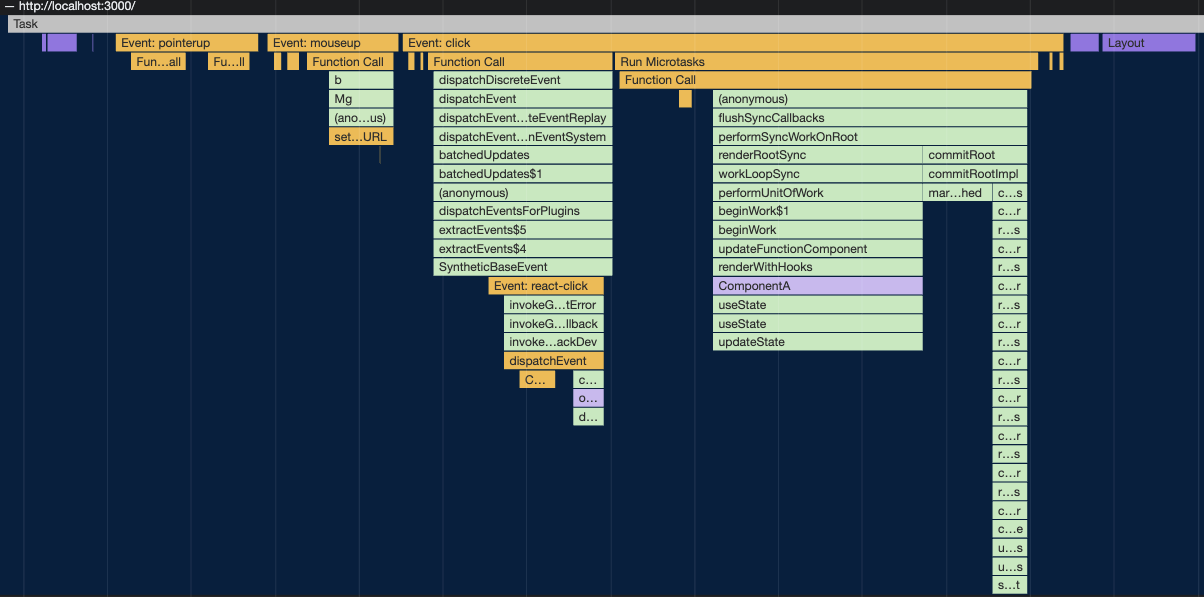 — http://localhost:3000/
Task
Event: pointerup Event: mouseup Event: click Layout
Fun…all Fu…ll Function Call Function Call Run Microtasks
b dispatchDiscreteEvent Function Call
Mg dispatchEvent (anonymous)
(ano…us) dispatchEvent…teEventReplay flushSyncCallbacks
set…URL dispatchEvent…nEventSystem performSyncWorkOnRoot
batchedUpdates renderRootSync commitRoot
batchedUpdates$1 workLoopSync commitRootImpl
(anonymous) performUnitOfWork mar…hed c…s
dispatchEventsForPlugins beginWork$1 c…r
extractEvents$5 beginWork r…s
extractEvents$4 updateFunctionComponent c…r
SyntheticBaseEvent renderWithHooks r…s
Event: react-click ComponentA c…r
invokeG…tError useState r…s
invokeG…llback useState c…r
invoke…ackDev updateState r…s
dispatchEvent c…r
C… c… r…s
o… c…r
d… r…s
c…r
r…s
c…r
r…s
c…r
c…e
u…s
u…s
s…t